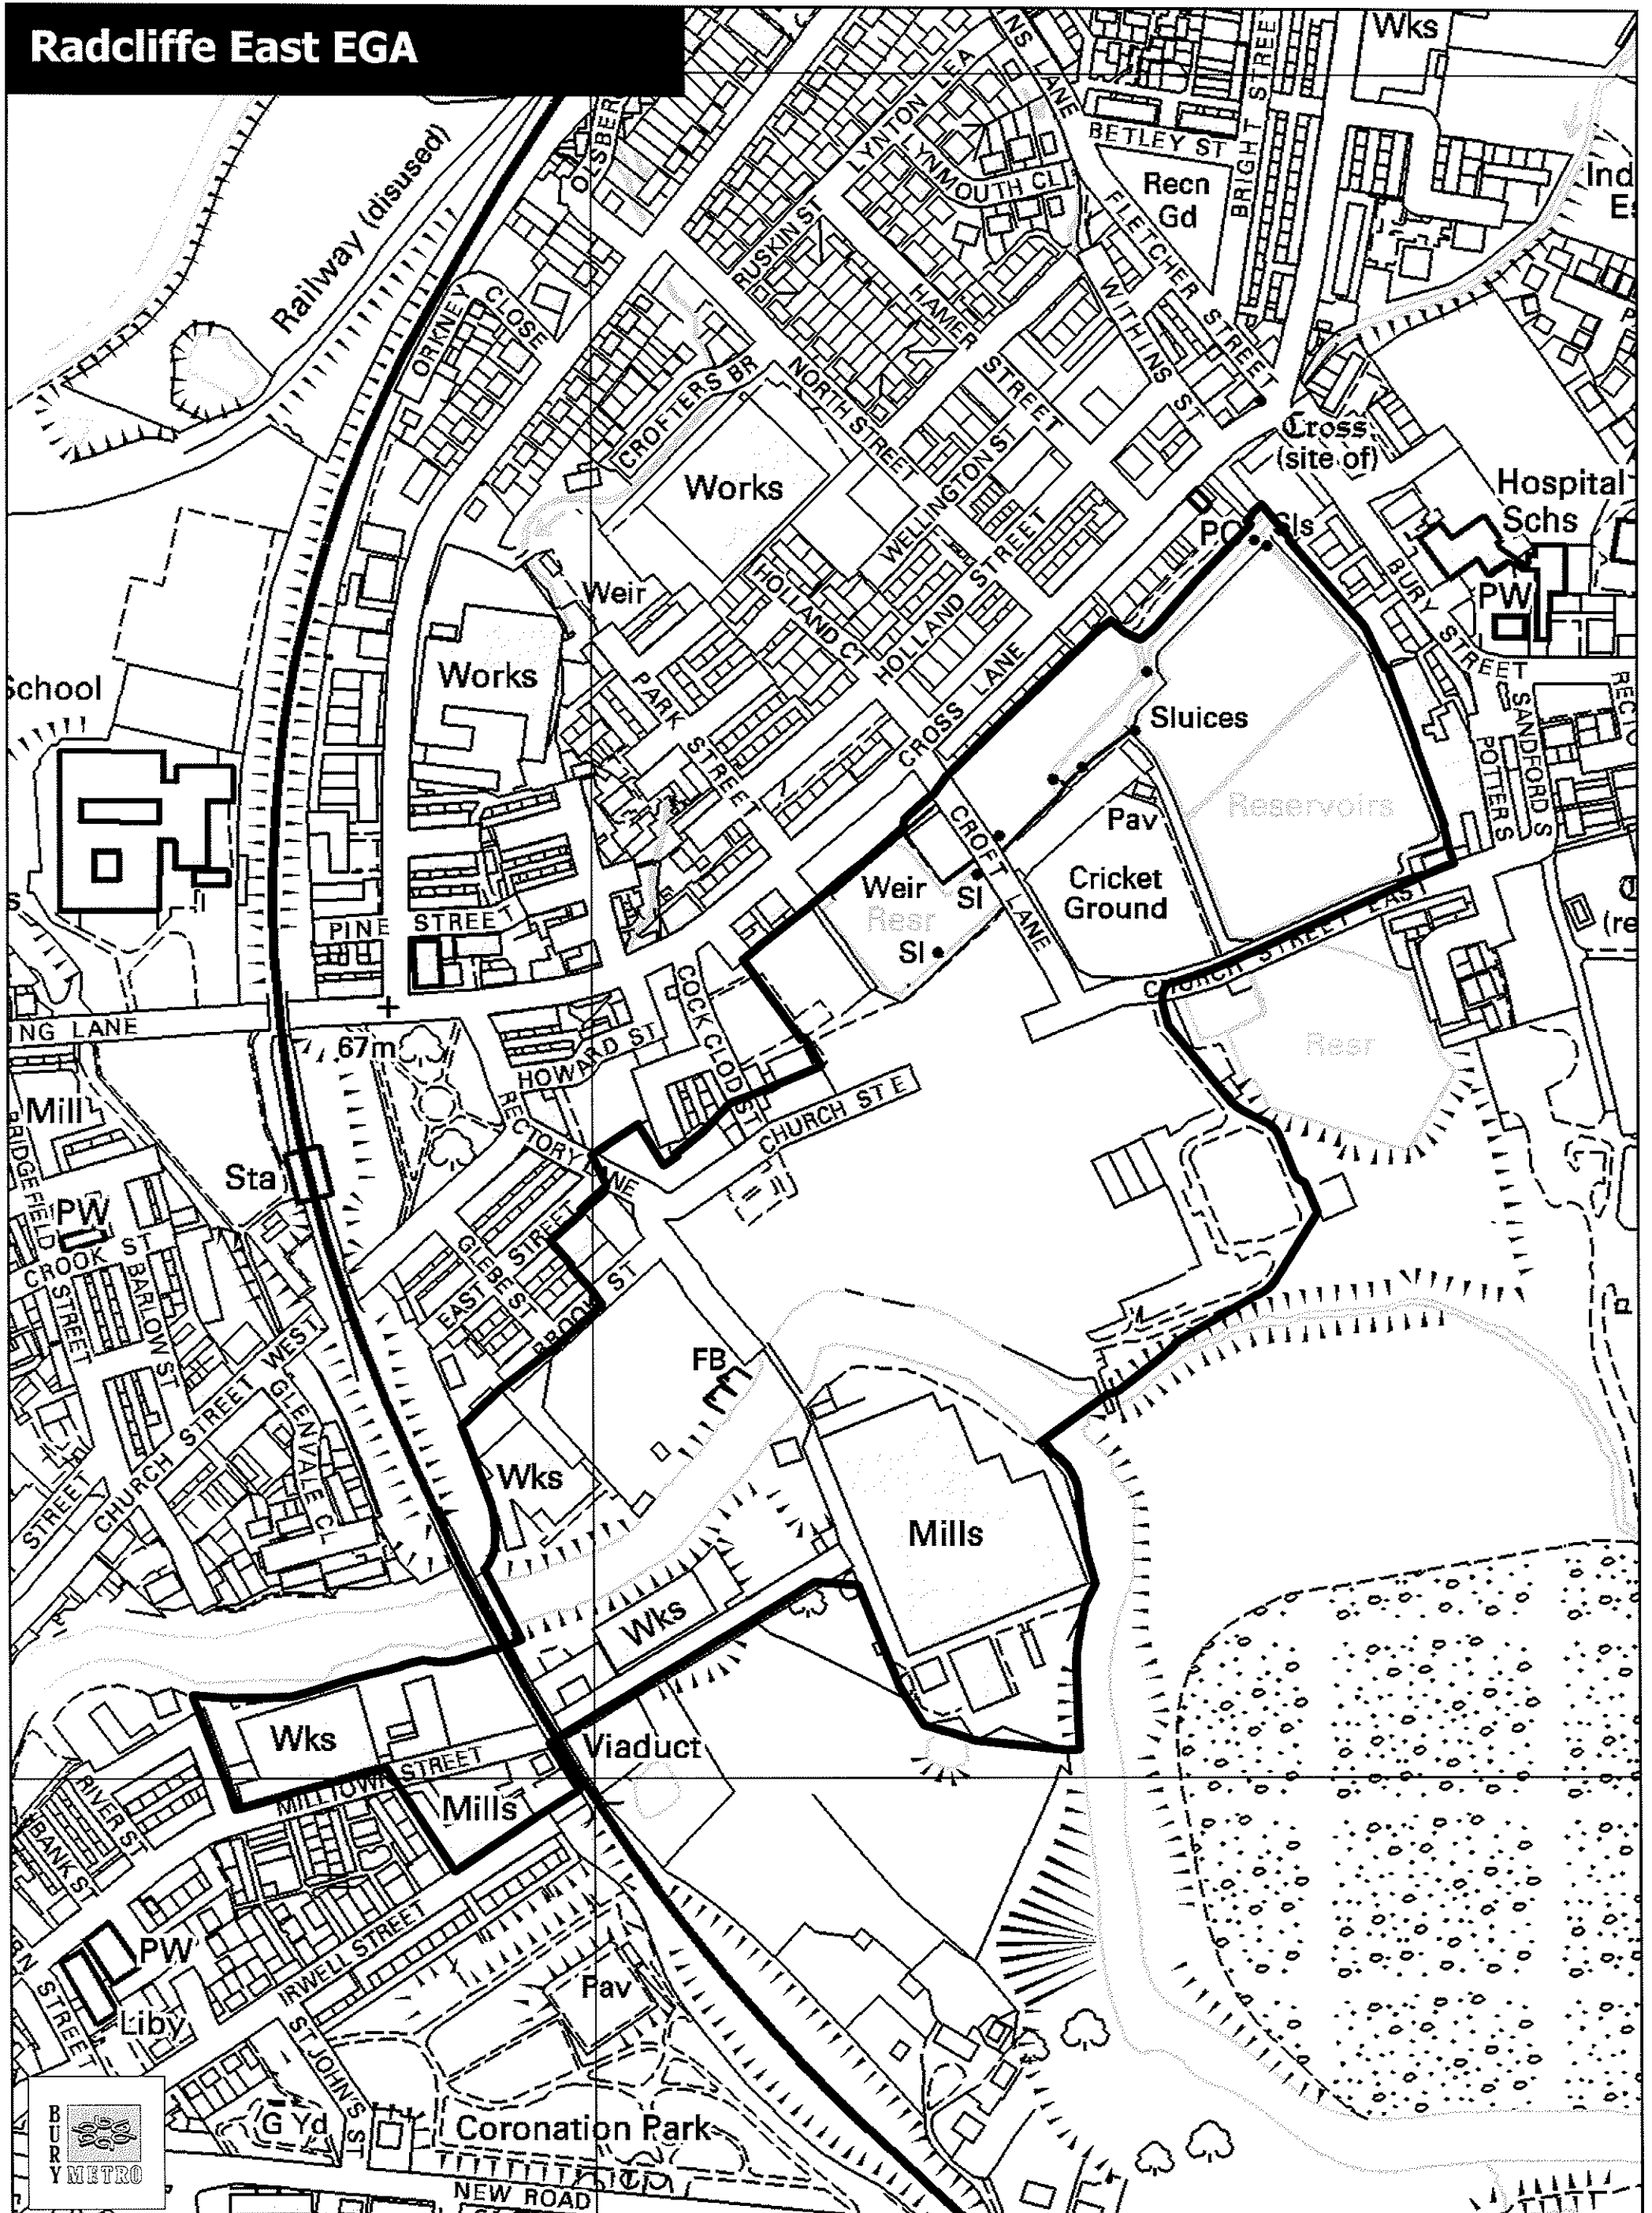 Radcliffe East EGA
Wks
LYNTON LEA
LANE
BETLEY ST
BRIGHT STREET
LYNMOUTH CL
Recn
Gd
Railway (disused)
RUSKIN ST
FLETCHER STREET
ORKNEY CLOSE
HAMER STREET
WITHINS ST
CROFTERS BR
NORTH STREET
Cross
(site of)
Works
WELLINGTON ST
Hospital
Schs
PO
Sls
Weir
HOLLAND CT
HOLLAND STREET
BURY STREET
PW
Works
School
PARK STREET
CROSS LANE
Sluices
SANDFORD S
POTTERS
Reservoirs
Pav
CROFT LANE
Cricket
Ground
Weir
Resr
Sl
Sl
PINE STREET
CHURCH STREET EAS
COCK CLOD ST
ING LANE
67m
HOWARD ST
Resr
Mill
RECTORY LANE
CHURCH ST E
Sta
PW
CROOK ST
BARLOW ST
STREET
GLEBE ST
EAST STREET
BROOK ST
FB
CHURCH STREET WEST
GLENVALE CL
STREET
Wks
Mills
Wks
Wks
Viaduct
MILLTOWN STREET
Mills
RIVER ST
BANK ST
PW
IRWELL STREET
Pav
STREET
Liby
ST JOHN'S ST
G Yd
Coronation Park
NEW ROAD
BURY
METRO